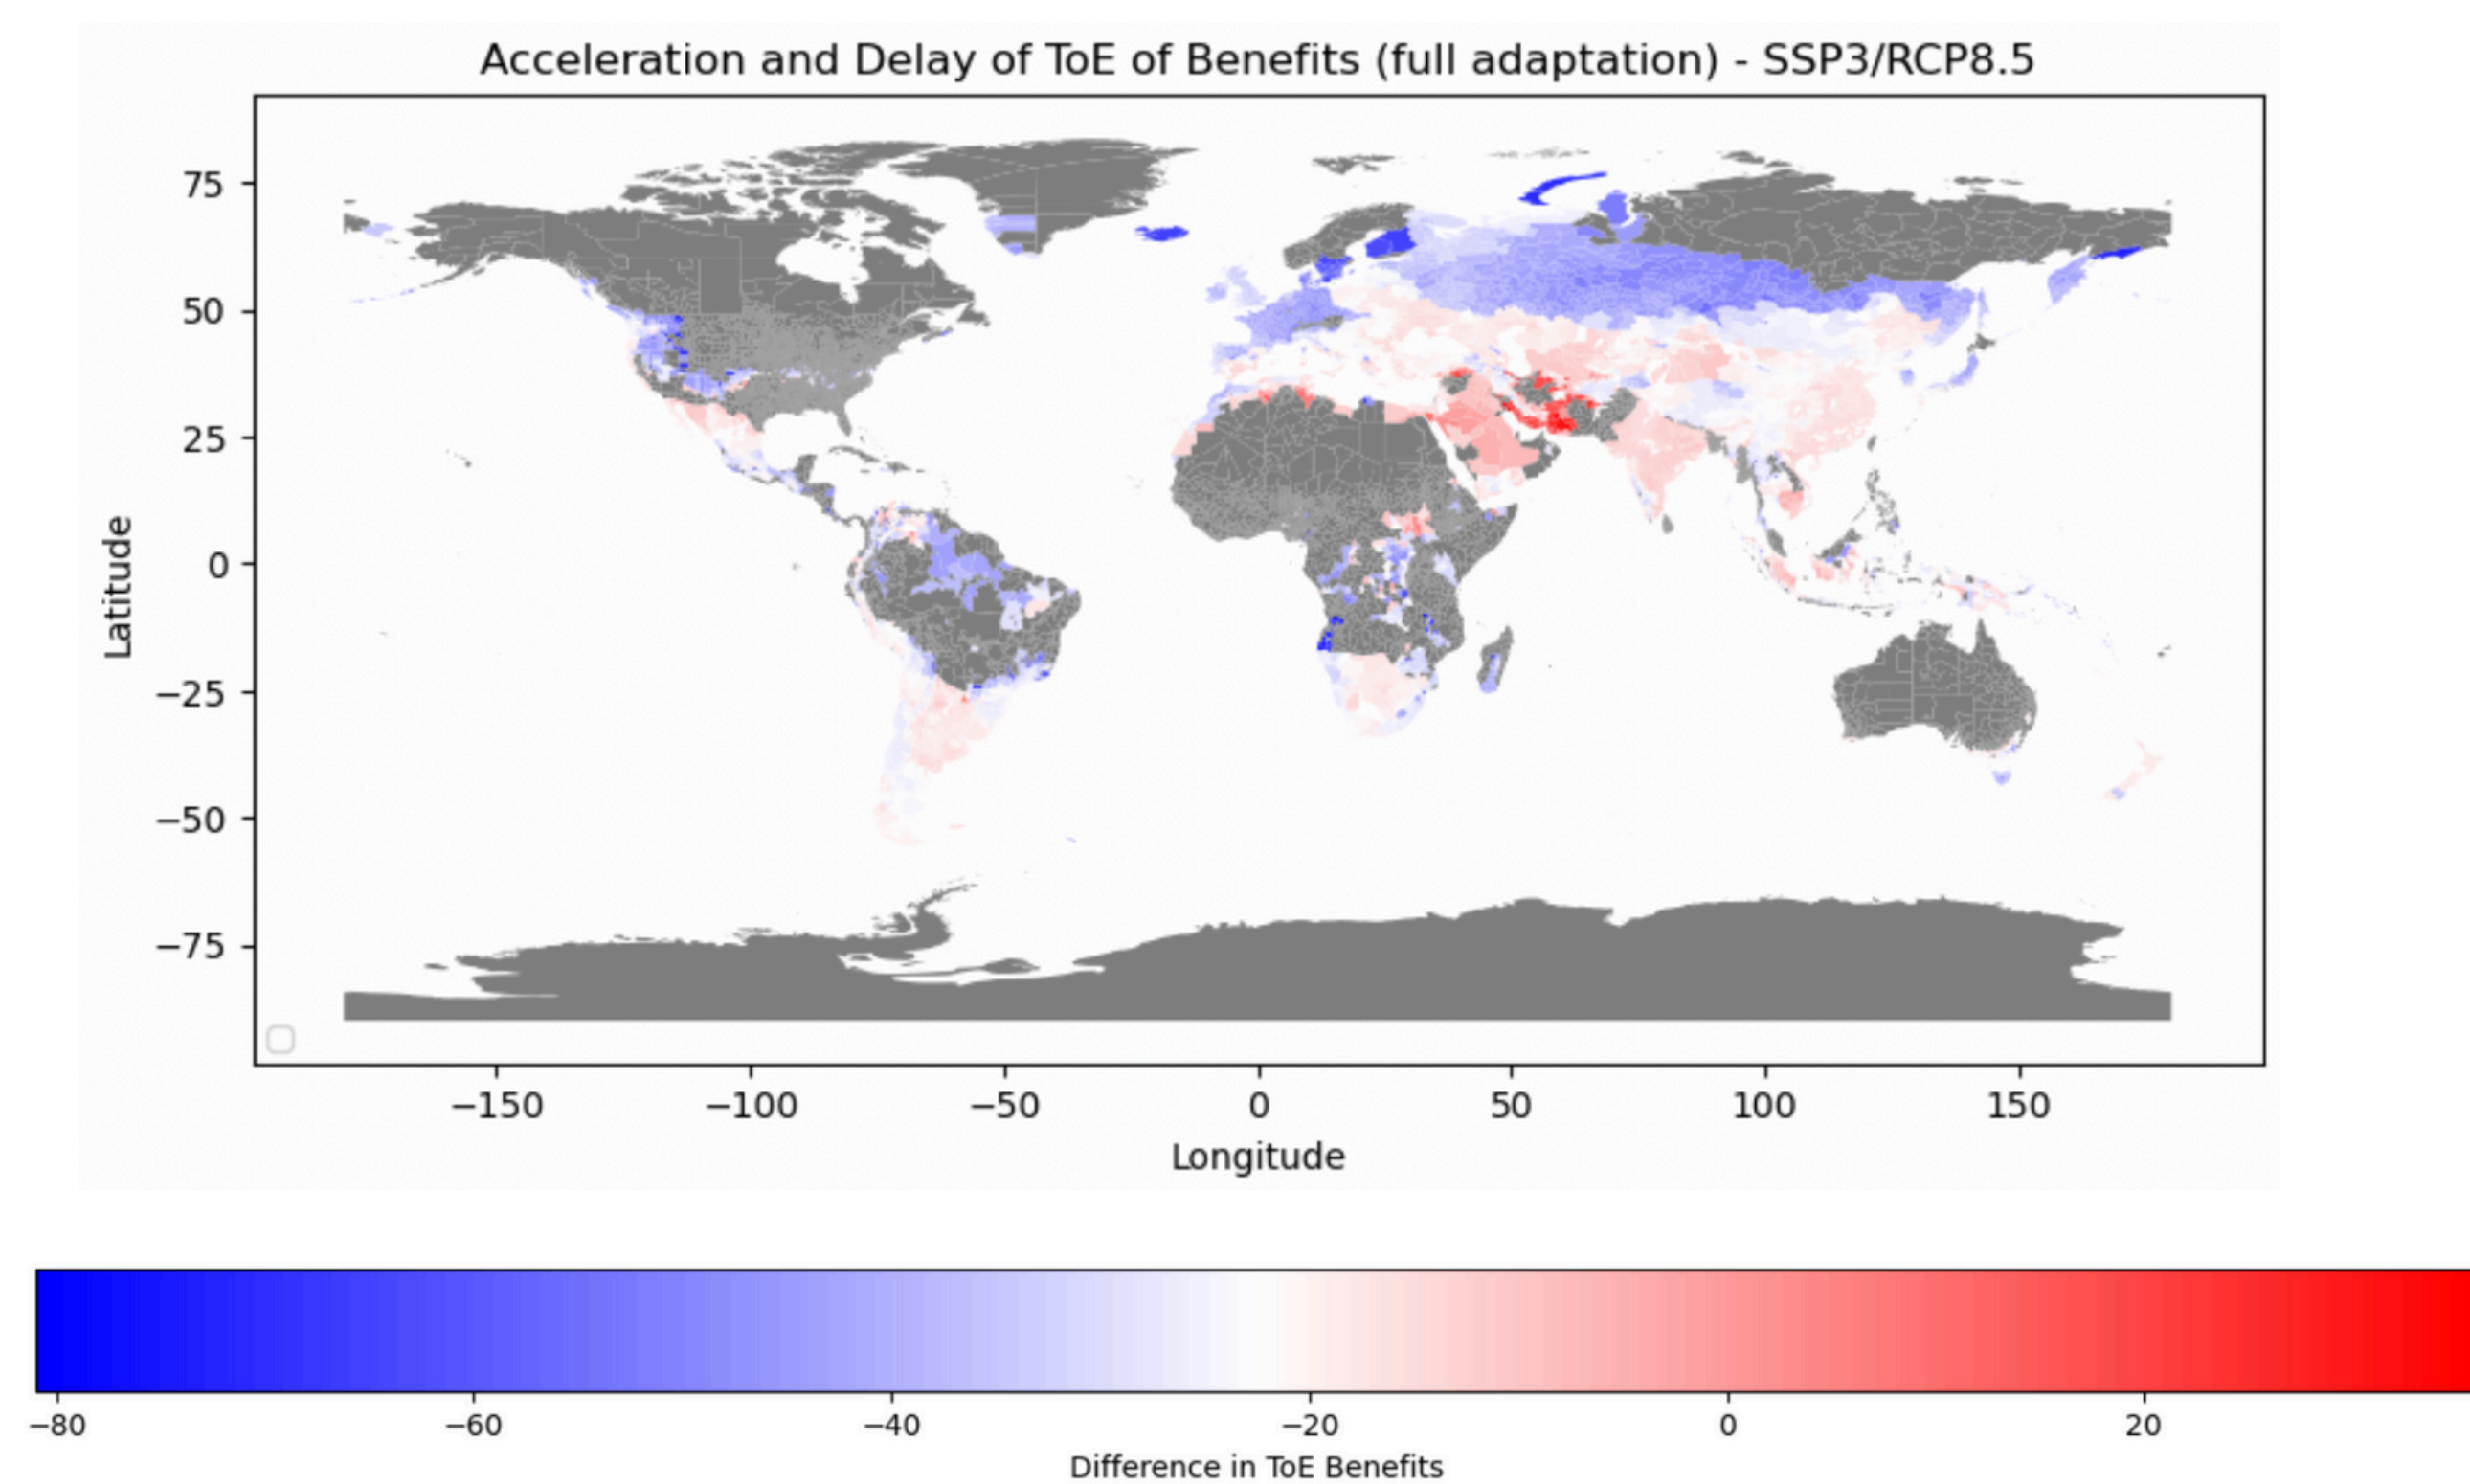 Acceleration and Delay of ToE of Benefits (full adaptation) - SSP3/RCP8.5
75
50
25
0
−25
−50
−75
Latitude
−150 −100 −50 0 50 100 150
Longitude
−80 −60 −40 −20 0 20
Difference in ToE Benefits